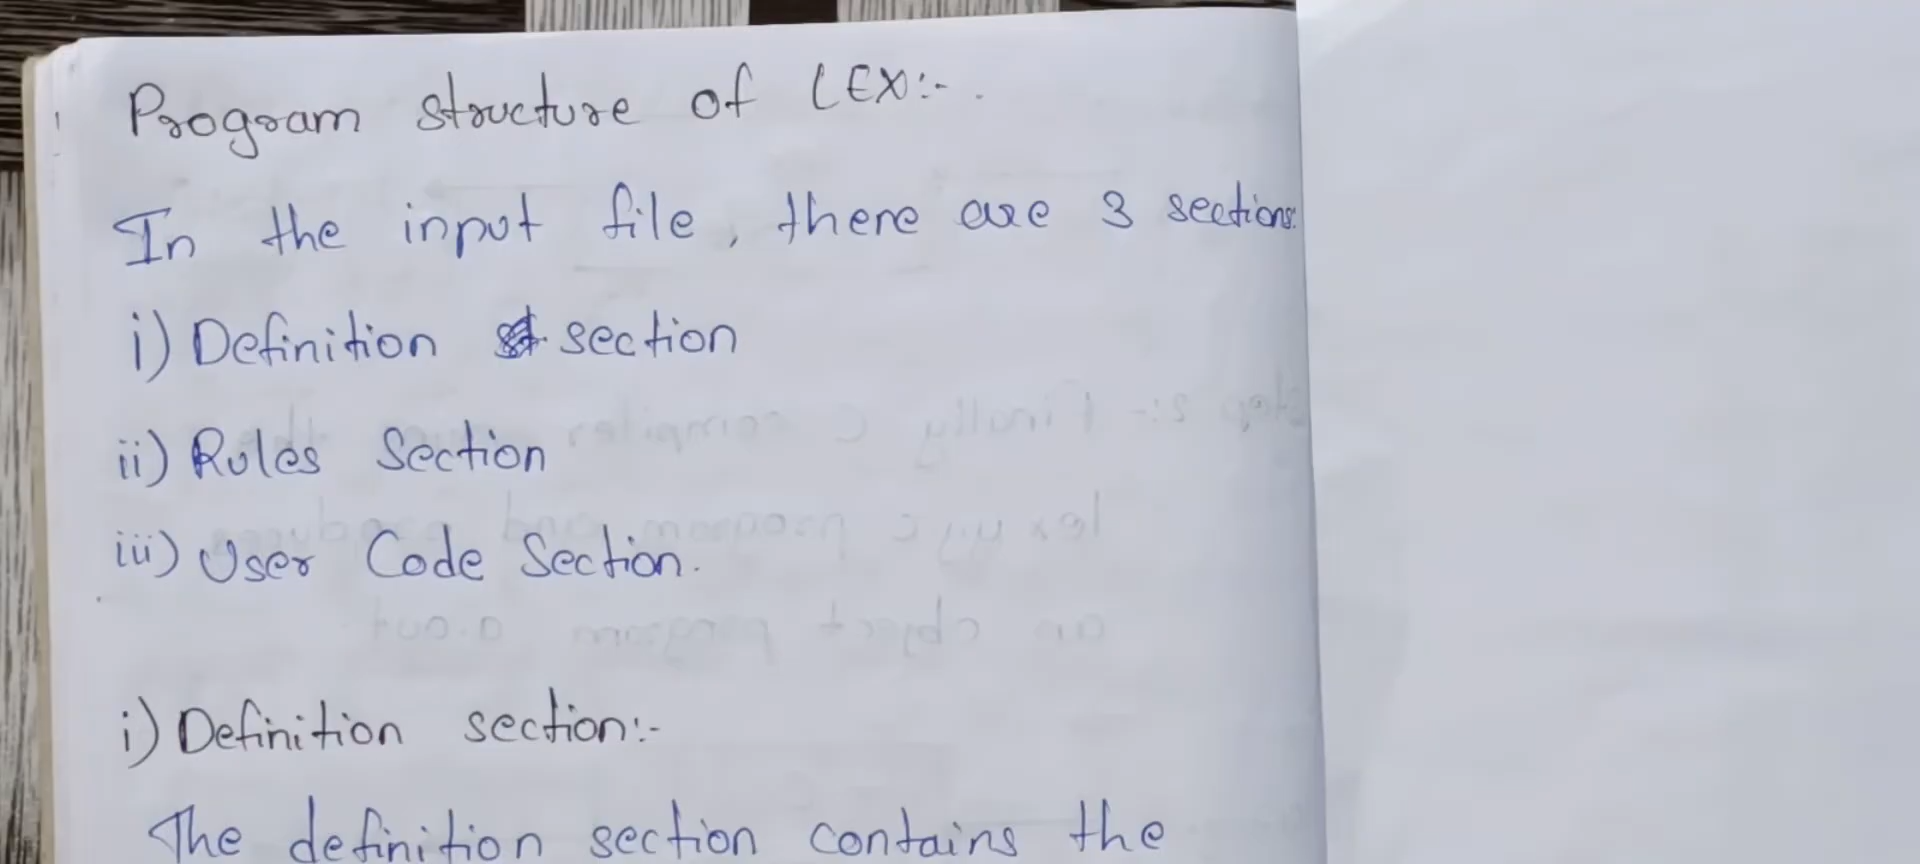 Program structure of LEX:-.
In the input file, there are 3 sections.
i) Definition section
ii) Rules Section
iii) User Code Section.
i) Definition section:-
The definition section contains the